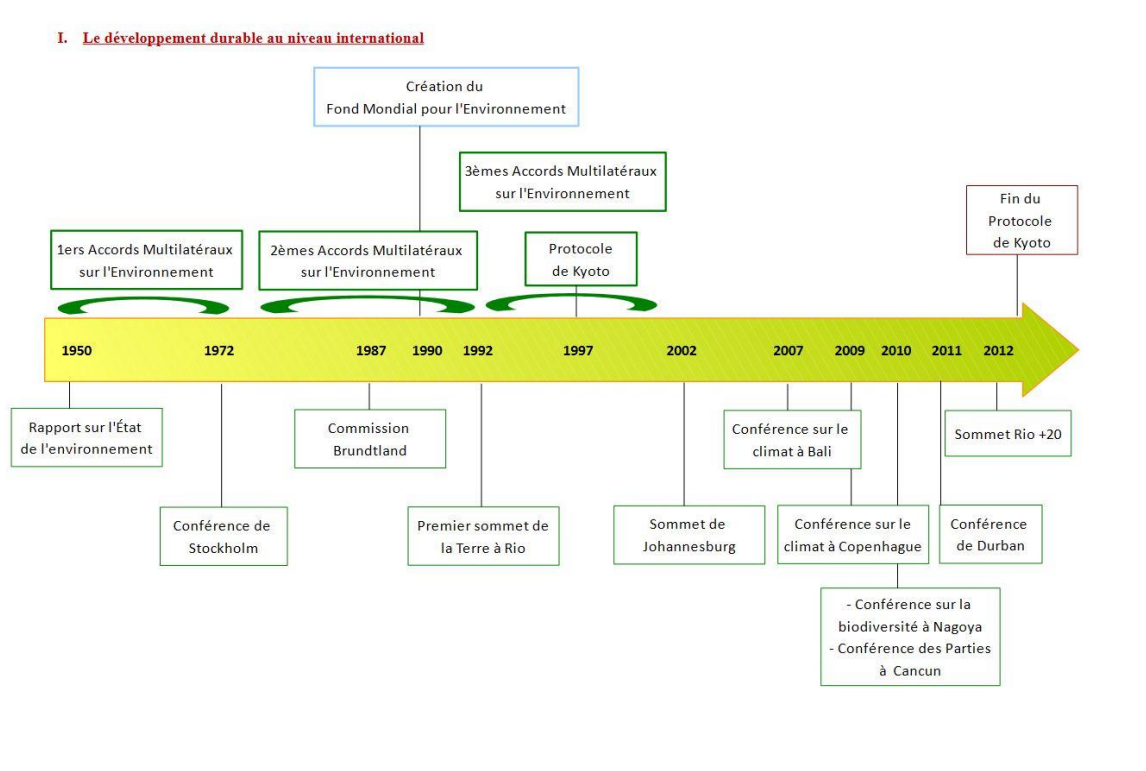 I. Le développement durable au niveau international
Création du
Fond Mondial pour l'Environnement
3èmes Accords Multilatéraux
sur l'Environnement
Fin du
Protocole
de Kyoto
1ers Accords Multilatéraux
sur l'Environnement
2èmes Accords Multilatéraux
sur l'Environnement
Protocole
de Kyoto
1950 1972 1987 1990 1992 1997 2002 2007 2009 2010 2011 2012
Rapport sur l'État
de l'environnement
Commission
Brundtland
Conférence sur le
climat à Bali
Sommet Rio +20
Conférence de
Stockholm
Premier sommet de
la Terre à Rio
Sommet de
Johannesburg
Conférence sur le
climat à Copenhague
Conférence
de Durban
- Conférence sur la
biodiversité à Nagoya
- Conférence des Parties
à Cancun